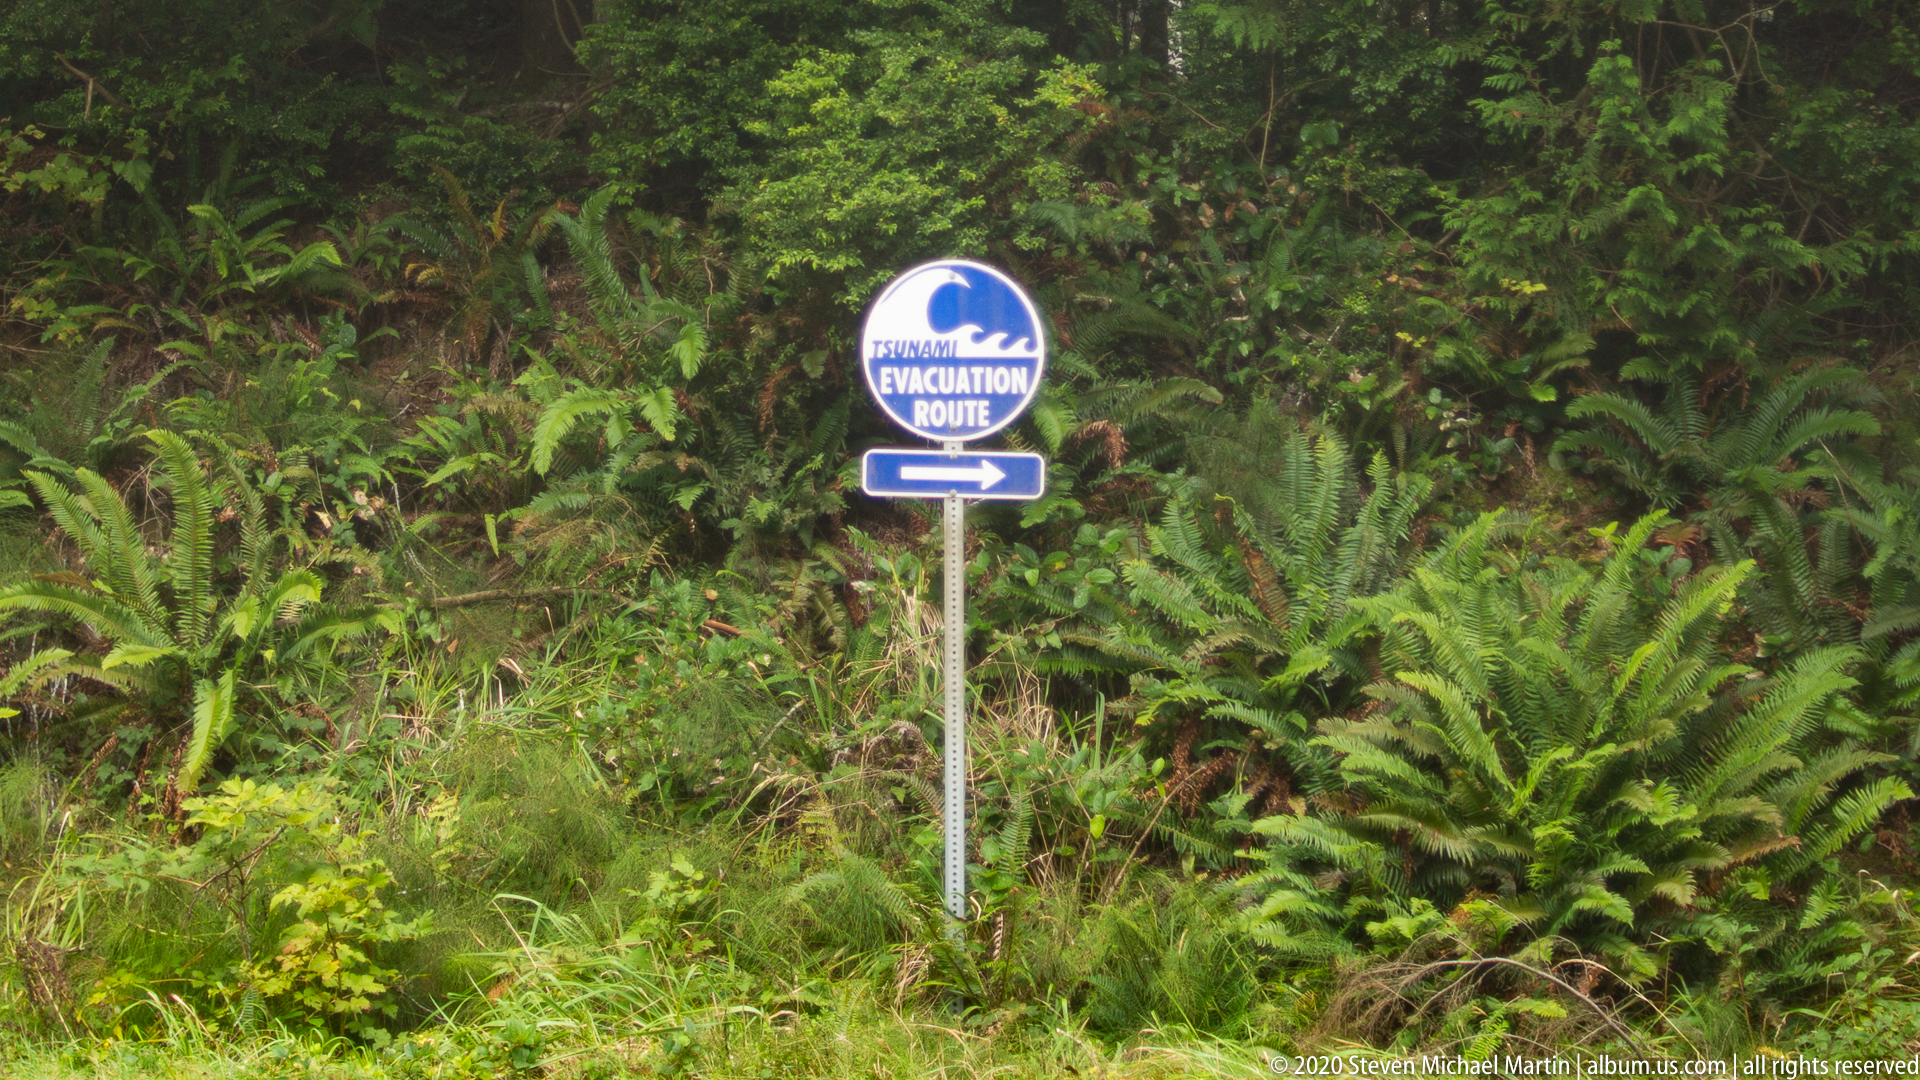 TSUNAMI
EVACUATION
ROUTE
© 2020 Steven Michael Martin | album.us.com | all rights reserved